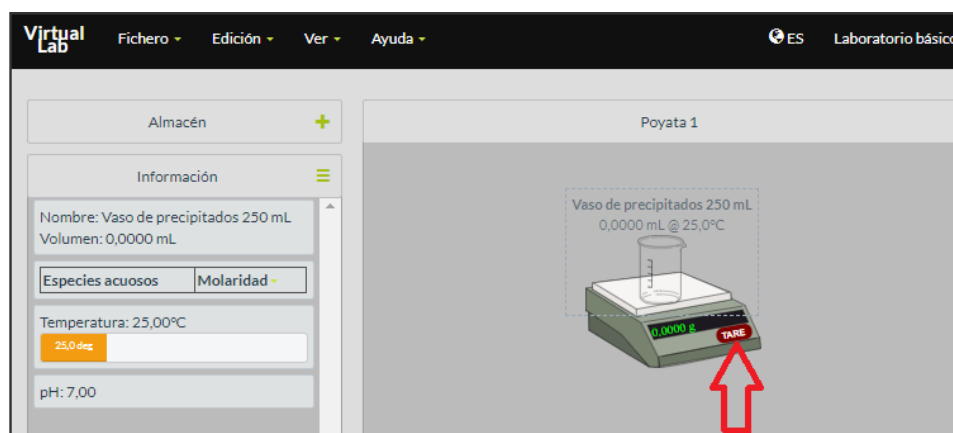 Virtual Lab
Fichero
Edición
Ver
Ayuda
ES
Laboratorio básico
Almacén
Poyata 1
Información
Nombre: Vaso de precipitados 250 mL
Volumen: 0,0000 mL
Especies acuosos
Molaridad
Temperatura: 25,00ºC
25,0 deg
pH: 7,00
Vaso de precipitados 250 mL
0,0000 mL @ 25,0ºC
0,0000 g
TARE